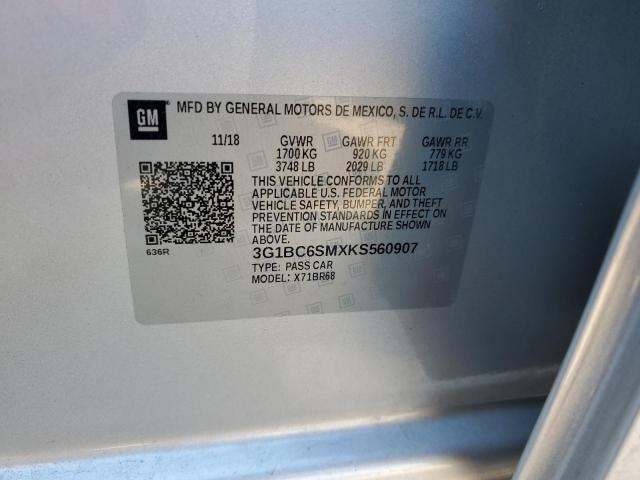 GM
MFD BY GENERAL MOTORS DE MEXICO, S. DE R.L. DE C.V.
11/18 GVWR GAWR FRT GAWR RR
1700 KG 920 KG 779 KG
3748 LB 2029 LB 1718 LB
THIS VEHICLE CONFORMS TO ALL
APPLICABLE U.S. FEDERAL MOTOR
VEHICLE SAFETY, BUMPER, AND THEFT
PREVENTION STANDARDS IN EFFECT ON
THE DATE OF MANUFACTURE SHOWN
ABOVE.
636R
3G1BC6SMXKS560907
TYPE: PASS CAR
MODEL: X71BR68